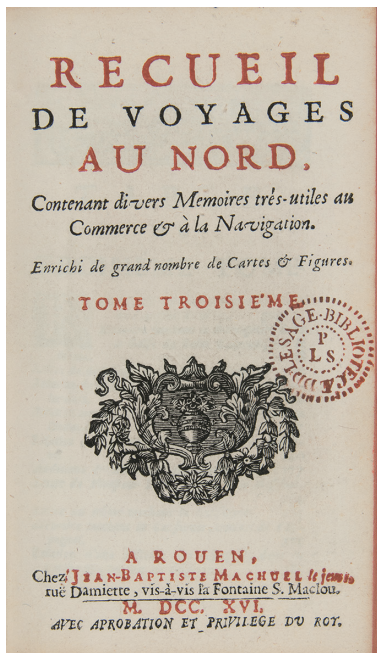 RECUEIL
DE VOYAGES
AU NORD,
Contenant divers Memoires trés-utiles au
Commerce & à la Navigation.
Enrichi de grand nombre de Cartes & Figures.
TOME TROISIE'ME
LESAGE·BIBLIOTECA
P
L S
A ROUEN,
Chez JEAN-BAPTISTE MACHUEL le jeune,
ruë Damiette, vis-à-vis la Fontaine S. Maclou.
M. DCC. XVI.
AVEC APROBATION ET PRIVILEGE DU ROY.